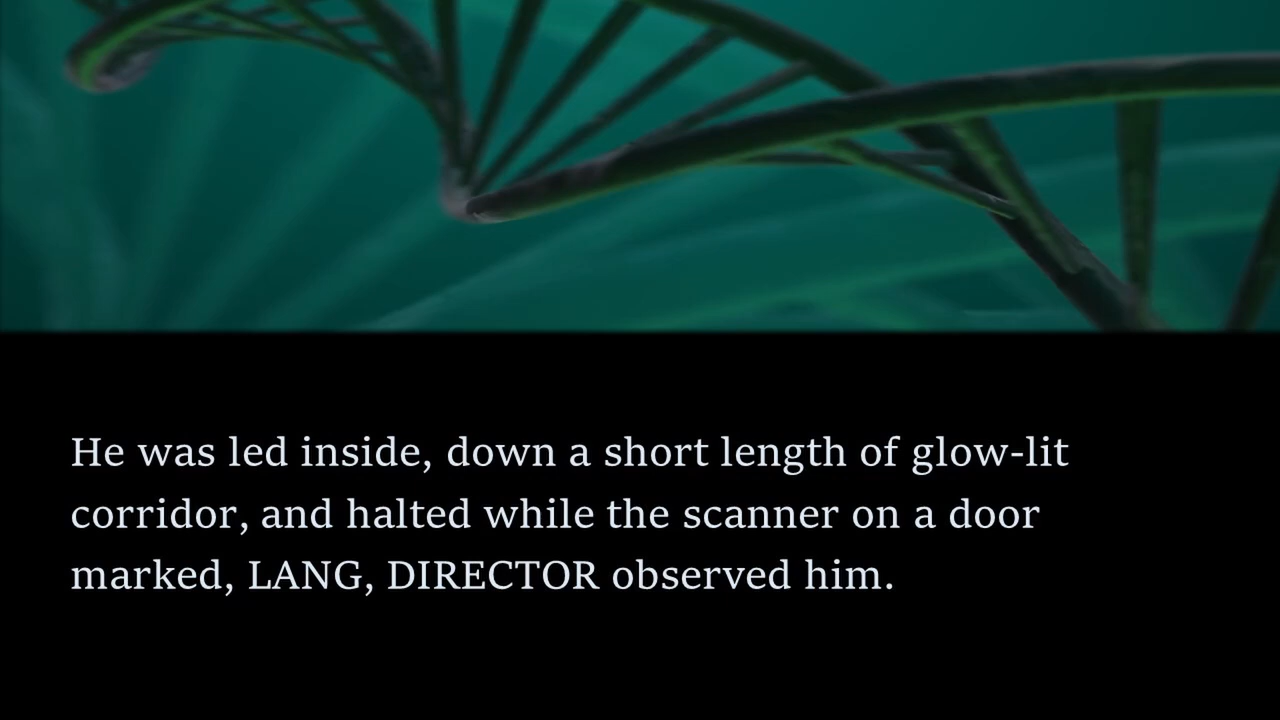 He was led inside, down a short length of glow-lit
corridor, and halted while the scanner on a door
marked, LANG, DIRECTOR observed him.